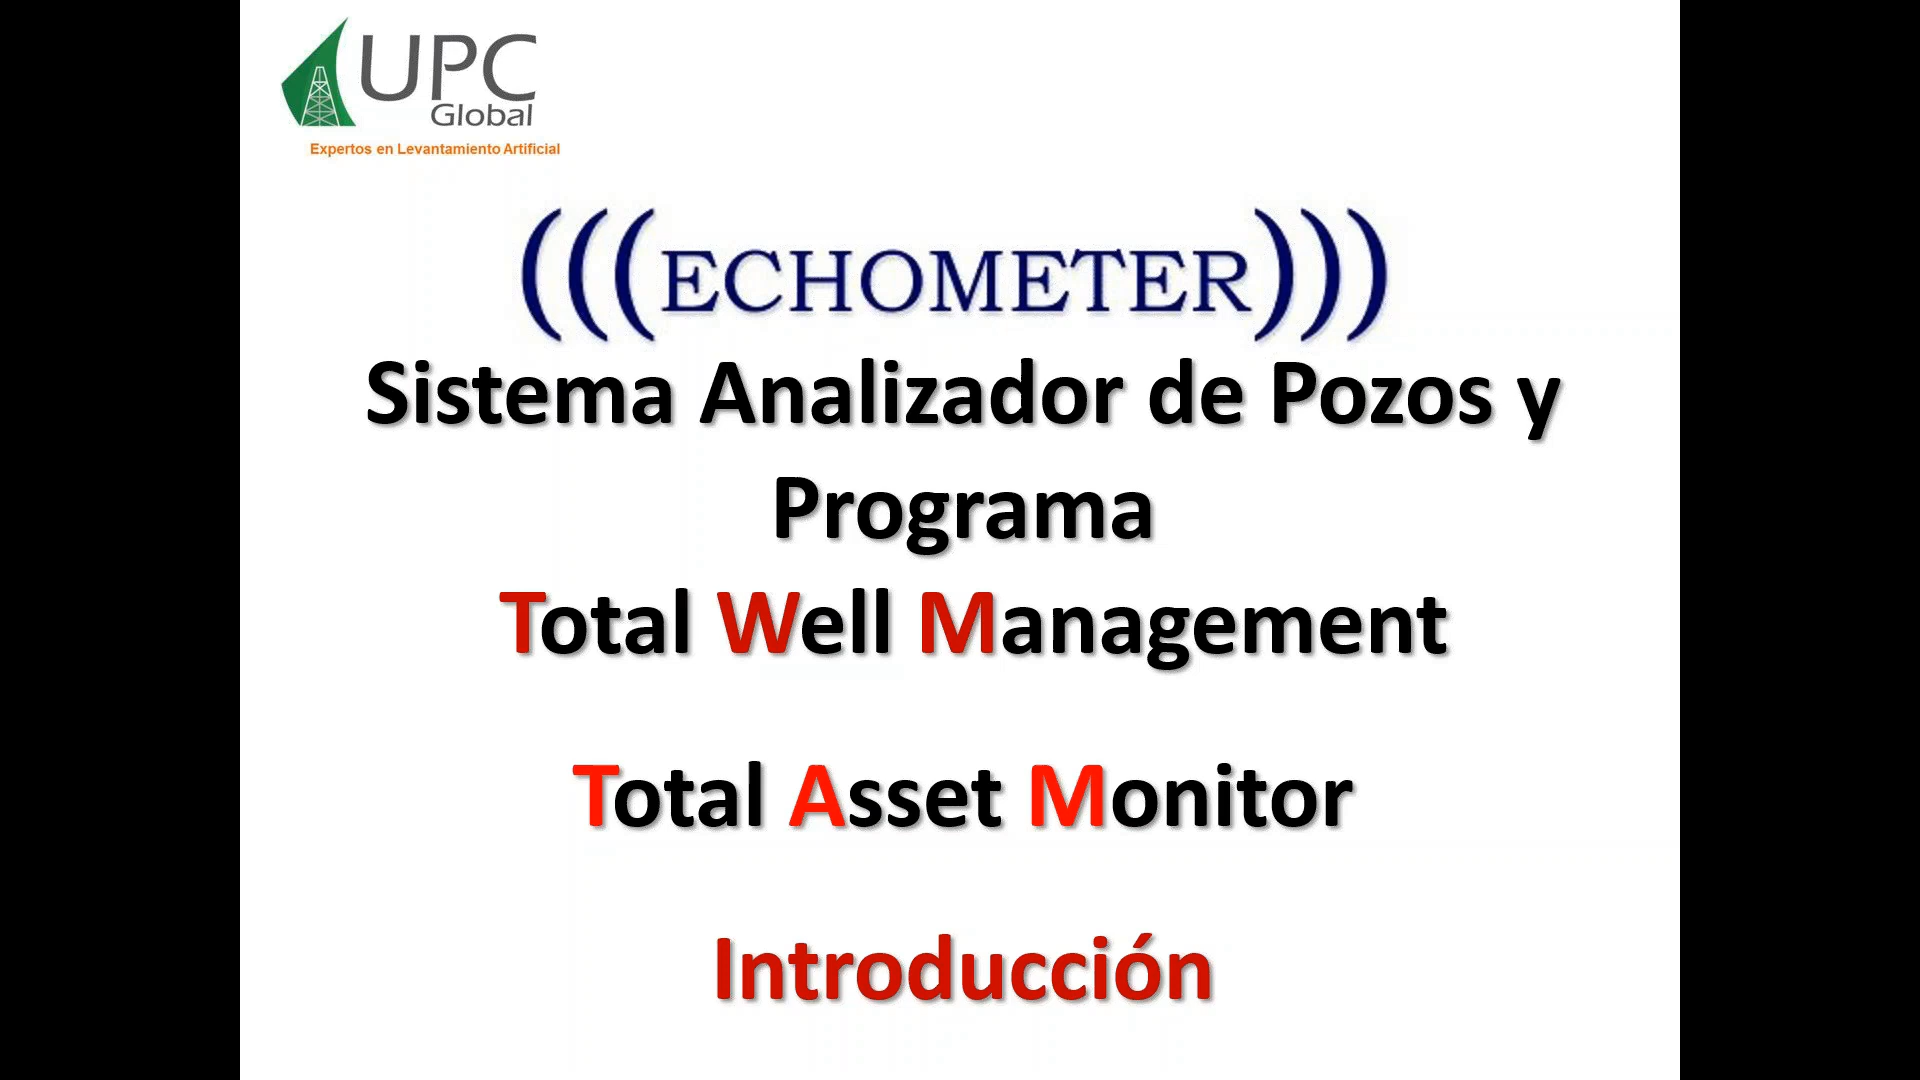 UPC
Global
Expertos en Levantamiento Artificial
(((ECHOMETER)))
Sistema Analizador de Pozos y
Programa
Total Well Management
Total Asset Monitor
Introducción